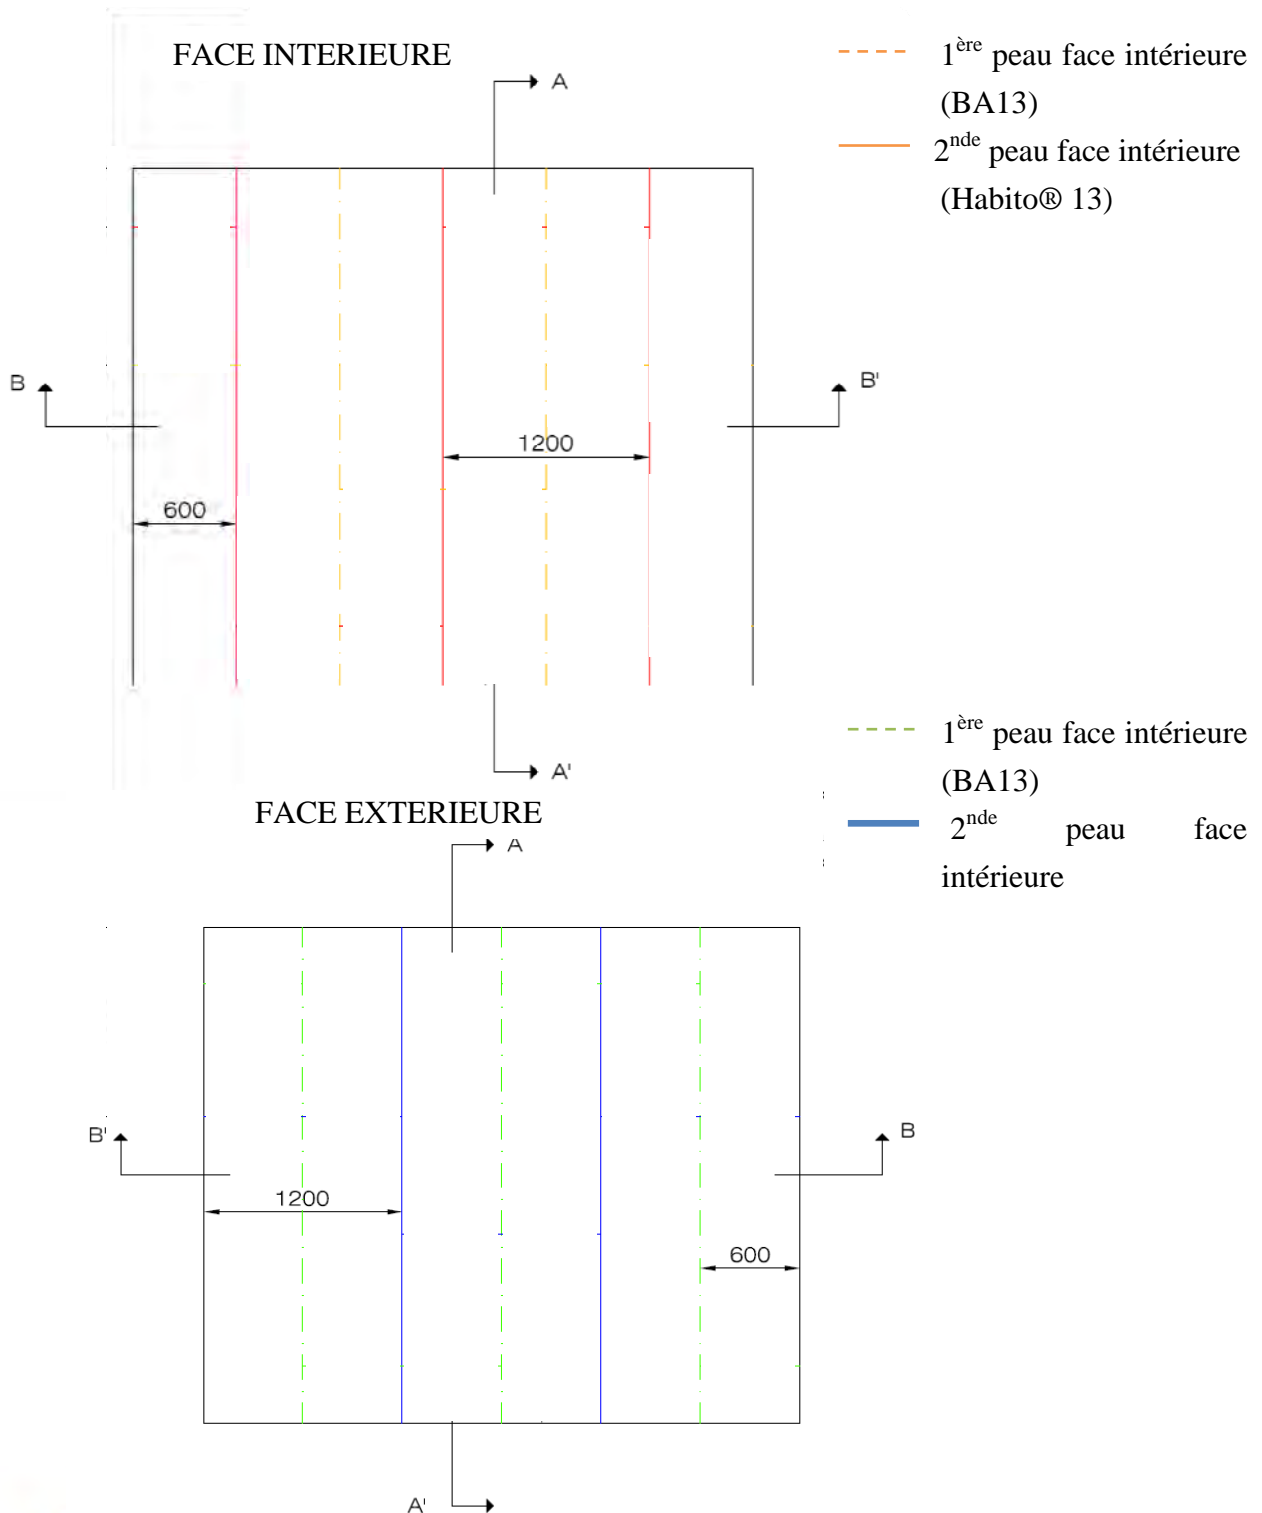 FACE INTERIEURE
1ère peau face intérieure
(BA13)
2nde peau face intérieure
(Habito® 13)
A
B
B'
1200
600
A'
1ère peau face intérieure
(BA13)
2nde peau face
intérieure
FACE EXTERIEURE
A
B'
B
1200
600
A'